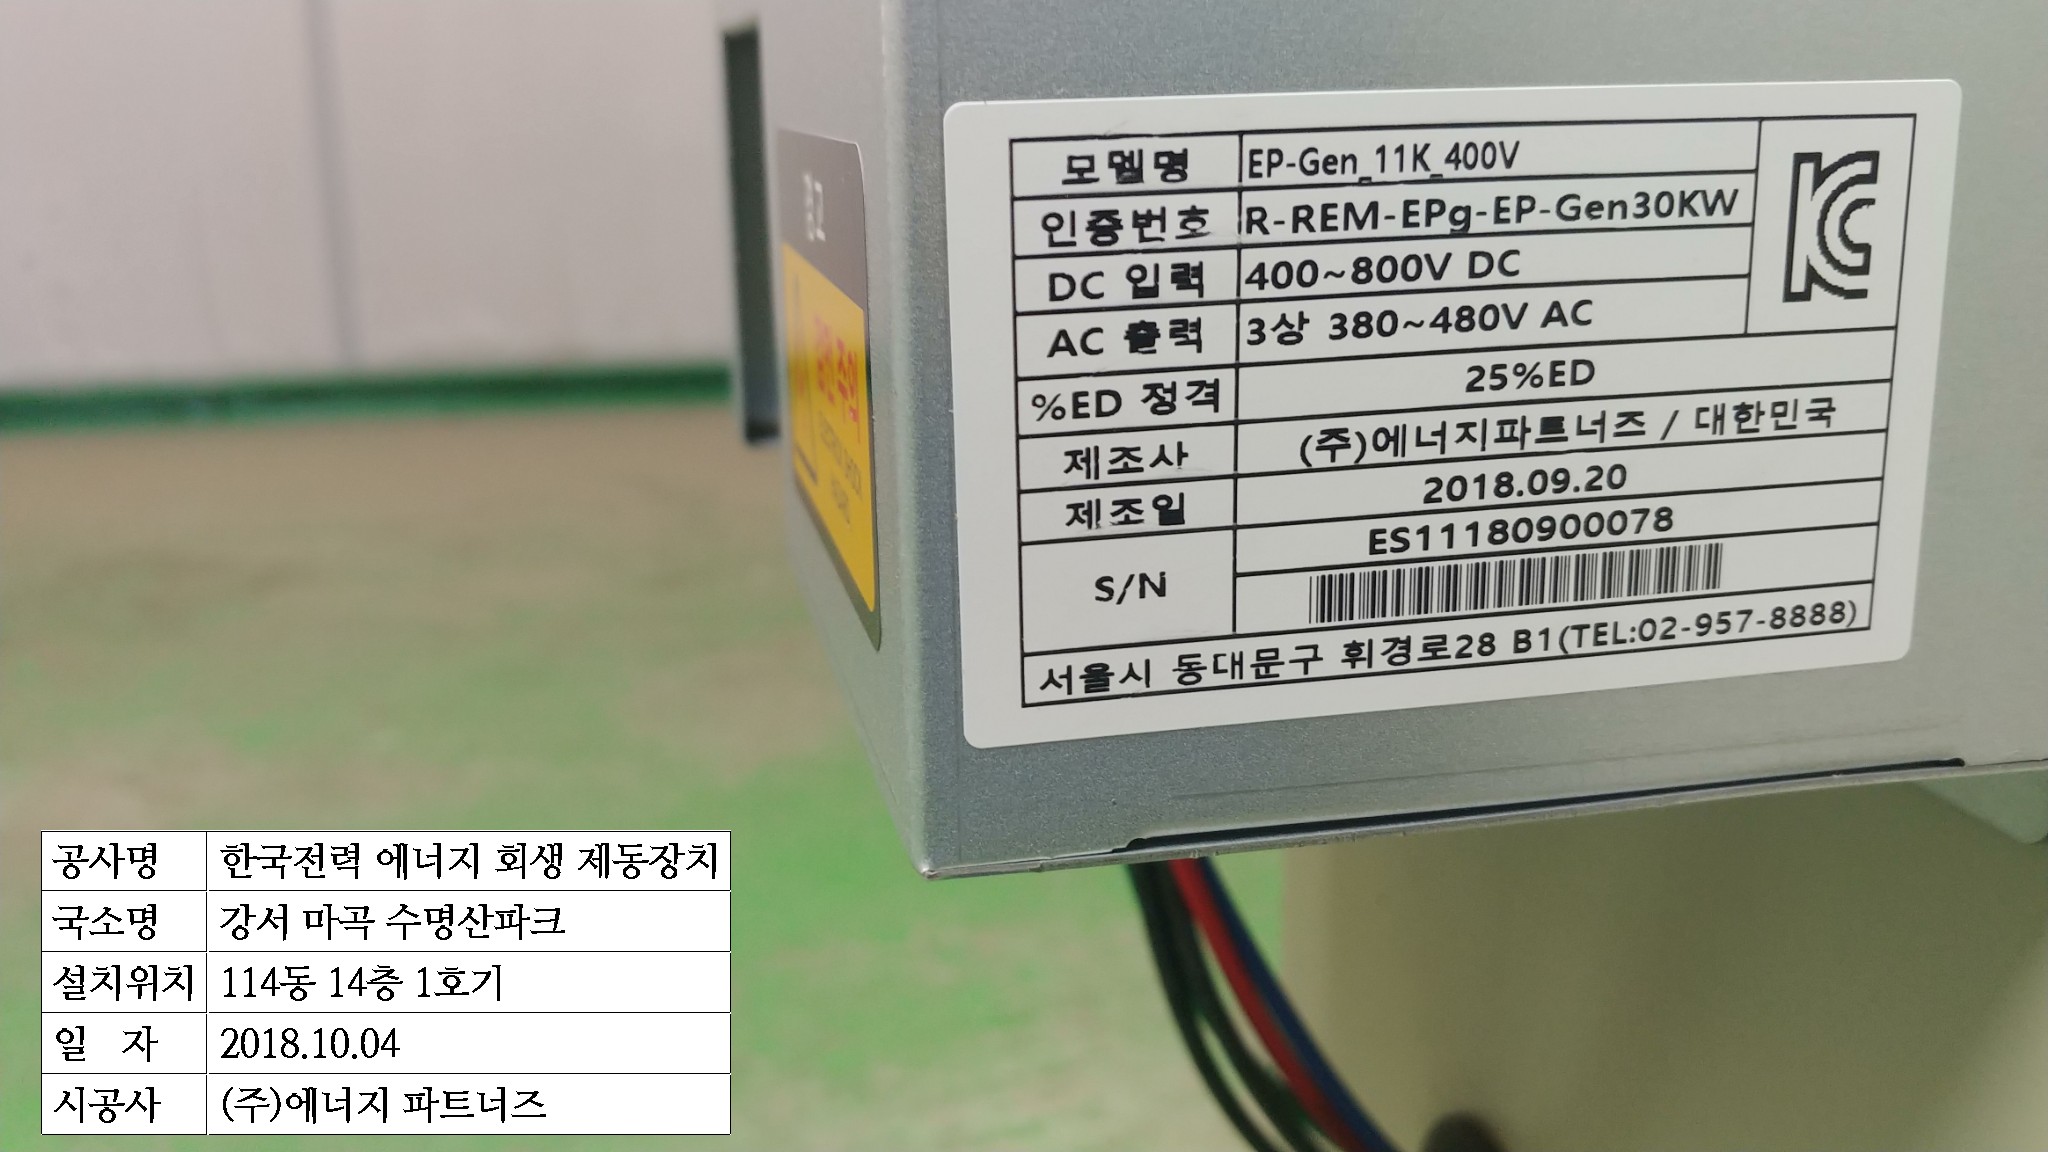 모델명 EP-Gen_11K_400V
인증번호 R-REM-EPg-EP-Gen30KW
DC 입력 400~800V DC
AC 출력 3상 380~480V AC
%ED 정격 25%ED
제조사 (주)에너지파트너즈 / 대한민국
제조일 2018.09.20
S/N ES11180900078
서울시 동대문구 휘경로28 B1(TEL:02-957-8888)
경고
주의
공사명 한국전력 에너지 회생 제동장치
국소명 강서 마곡 수명산파크
설치위치 114동 14층 1호기
일 자 2018.10.04
시공사 (주)에너지 파트너즈